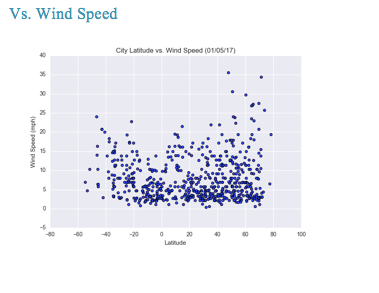 Vs. Wind Speed
City Latitude vs. Wind Speed (01/05/17)
Wind Speed (mph)
40
35
30
25
20
15
10
5
0
−5
−80 −60 −40 −20 0 20 40 60 80 100
Latitude